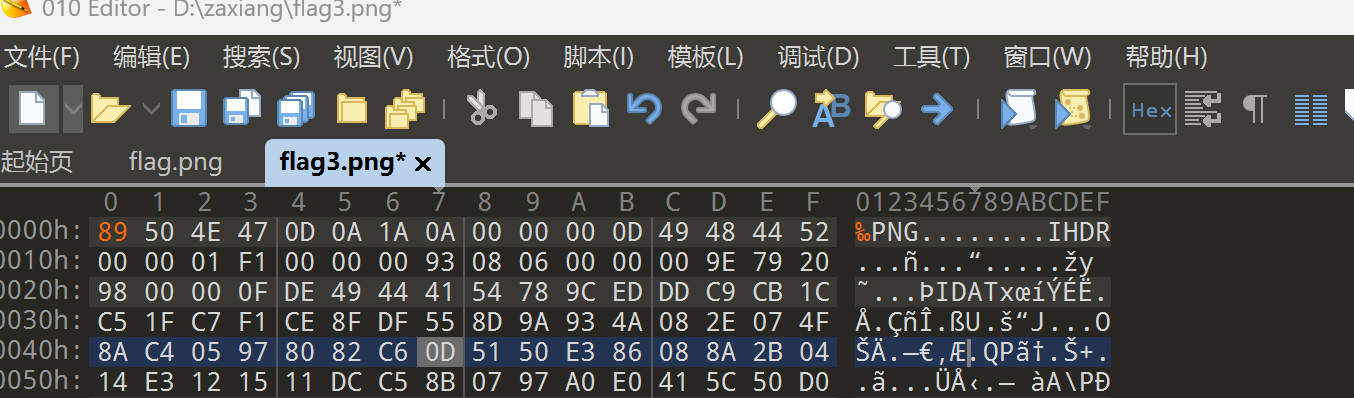 010 Editor - D:\zaxiang\flag3.png*
文件(F) 编辑(E) 搜索(S) 视图(V) 格式(O) 脚本(I) 模板(L) 调试(D) 工具(T) 窗口(W) 帮助(H)
Hex
起始页 flag.png flag3.png*
0 1 2 3 4 5 6 7 8 9 A B C D E F 0123456789ABCDEF
0000h: 89 50 4E 47 0D 0A 1A 0A 00 00 00 0D 49 48 44 52 ‰PNG........IHDR
0010h: 00 00 01 F1 00 00 00 93 08 06 00 00 00 9E 79 20 ...ñ...“.....žy
0020h: 98 00 00 0F DE 49 44 41 54 78 9C ED DD C9 CB 1C ˜...ÞIDATxœíÝÉË.
0030h: C5 1F C7 F1 CE 8F DF 55 8D 9A 93 4A 08 2E 07 4F Å.ÇñÎ.ßU.š“J...O
0040h: 8A C4 05 97 80 82 C6 0D 51 50 E3 86 08 8A 2B 04 ŠÄ.—€‚Æ.QPã†.Š+.
0050h: 14 E3 12 15 11 DC C5 8B 07 97 A0 E0 41 5C 50 D0 .ã...ÜÅ‹.— àA\PÐ